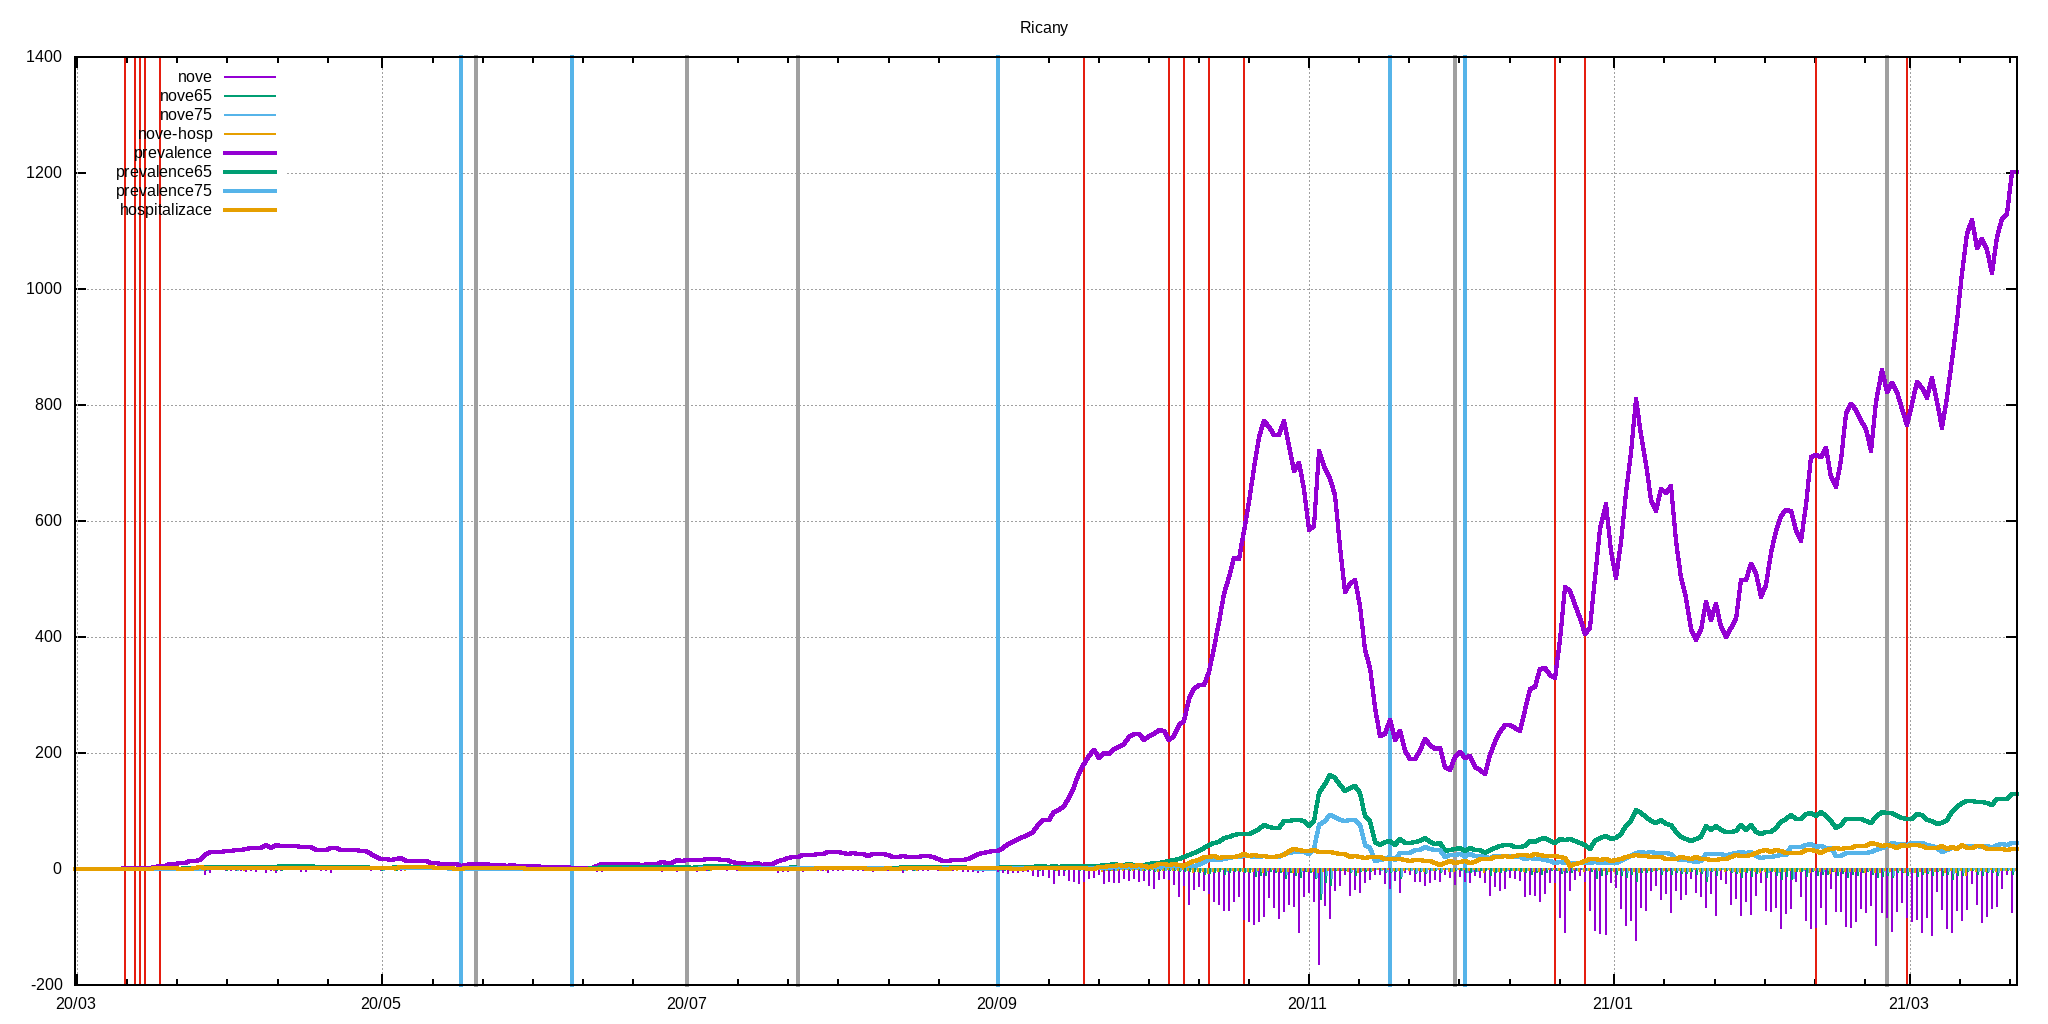 Ricany
1400
1200
1000
800
600
400
200
0
-200
nove
nove65
nove75
nove-hosp
prevalence
prevalence65
prevalence75
hospitalizace
20/03 20/05 20/07 20/09 20/11 21/01 21/03